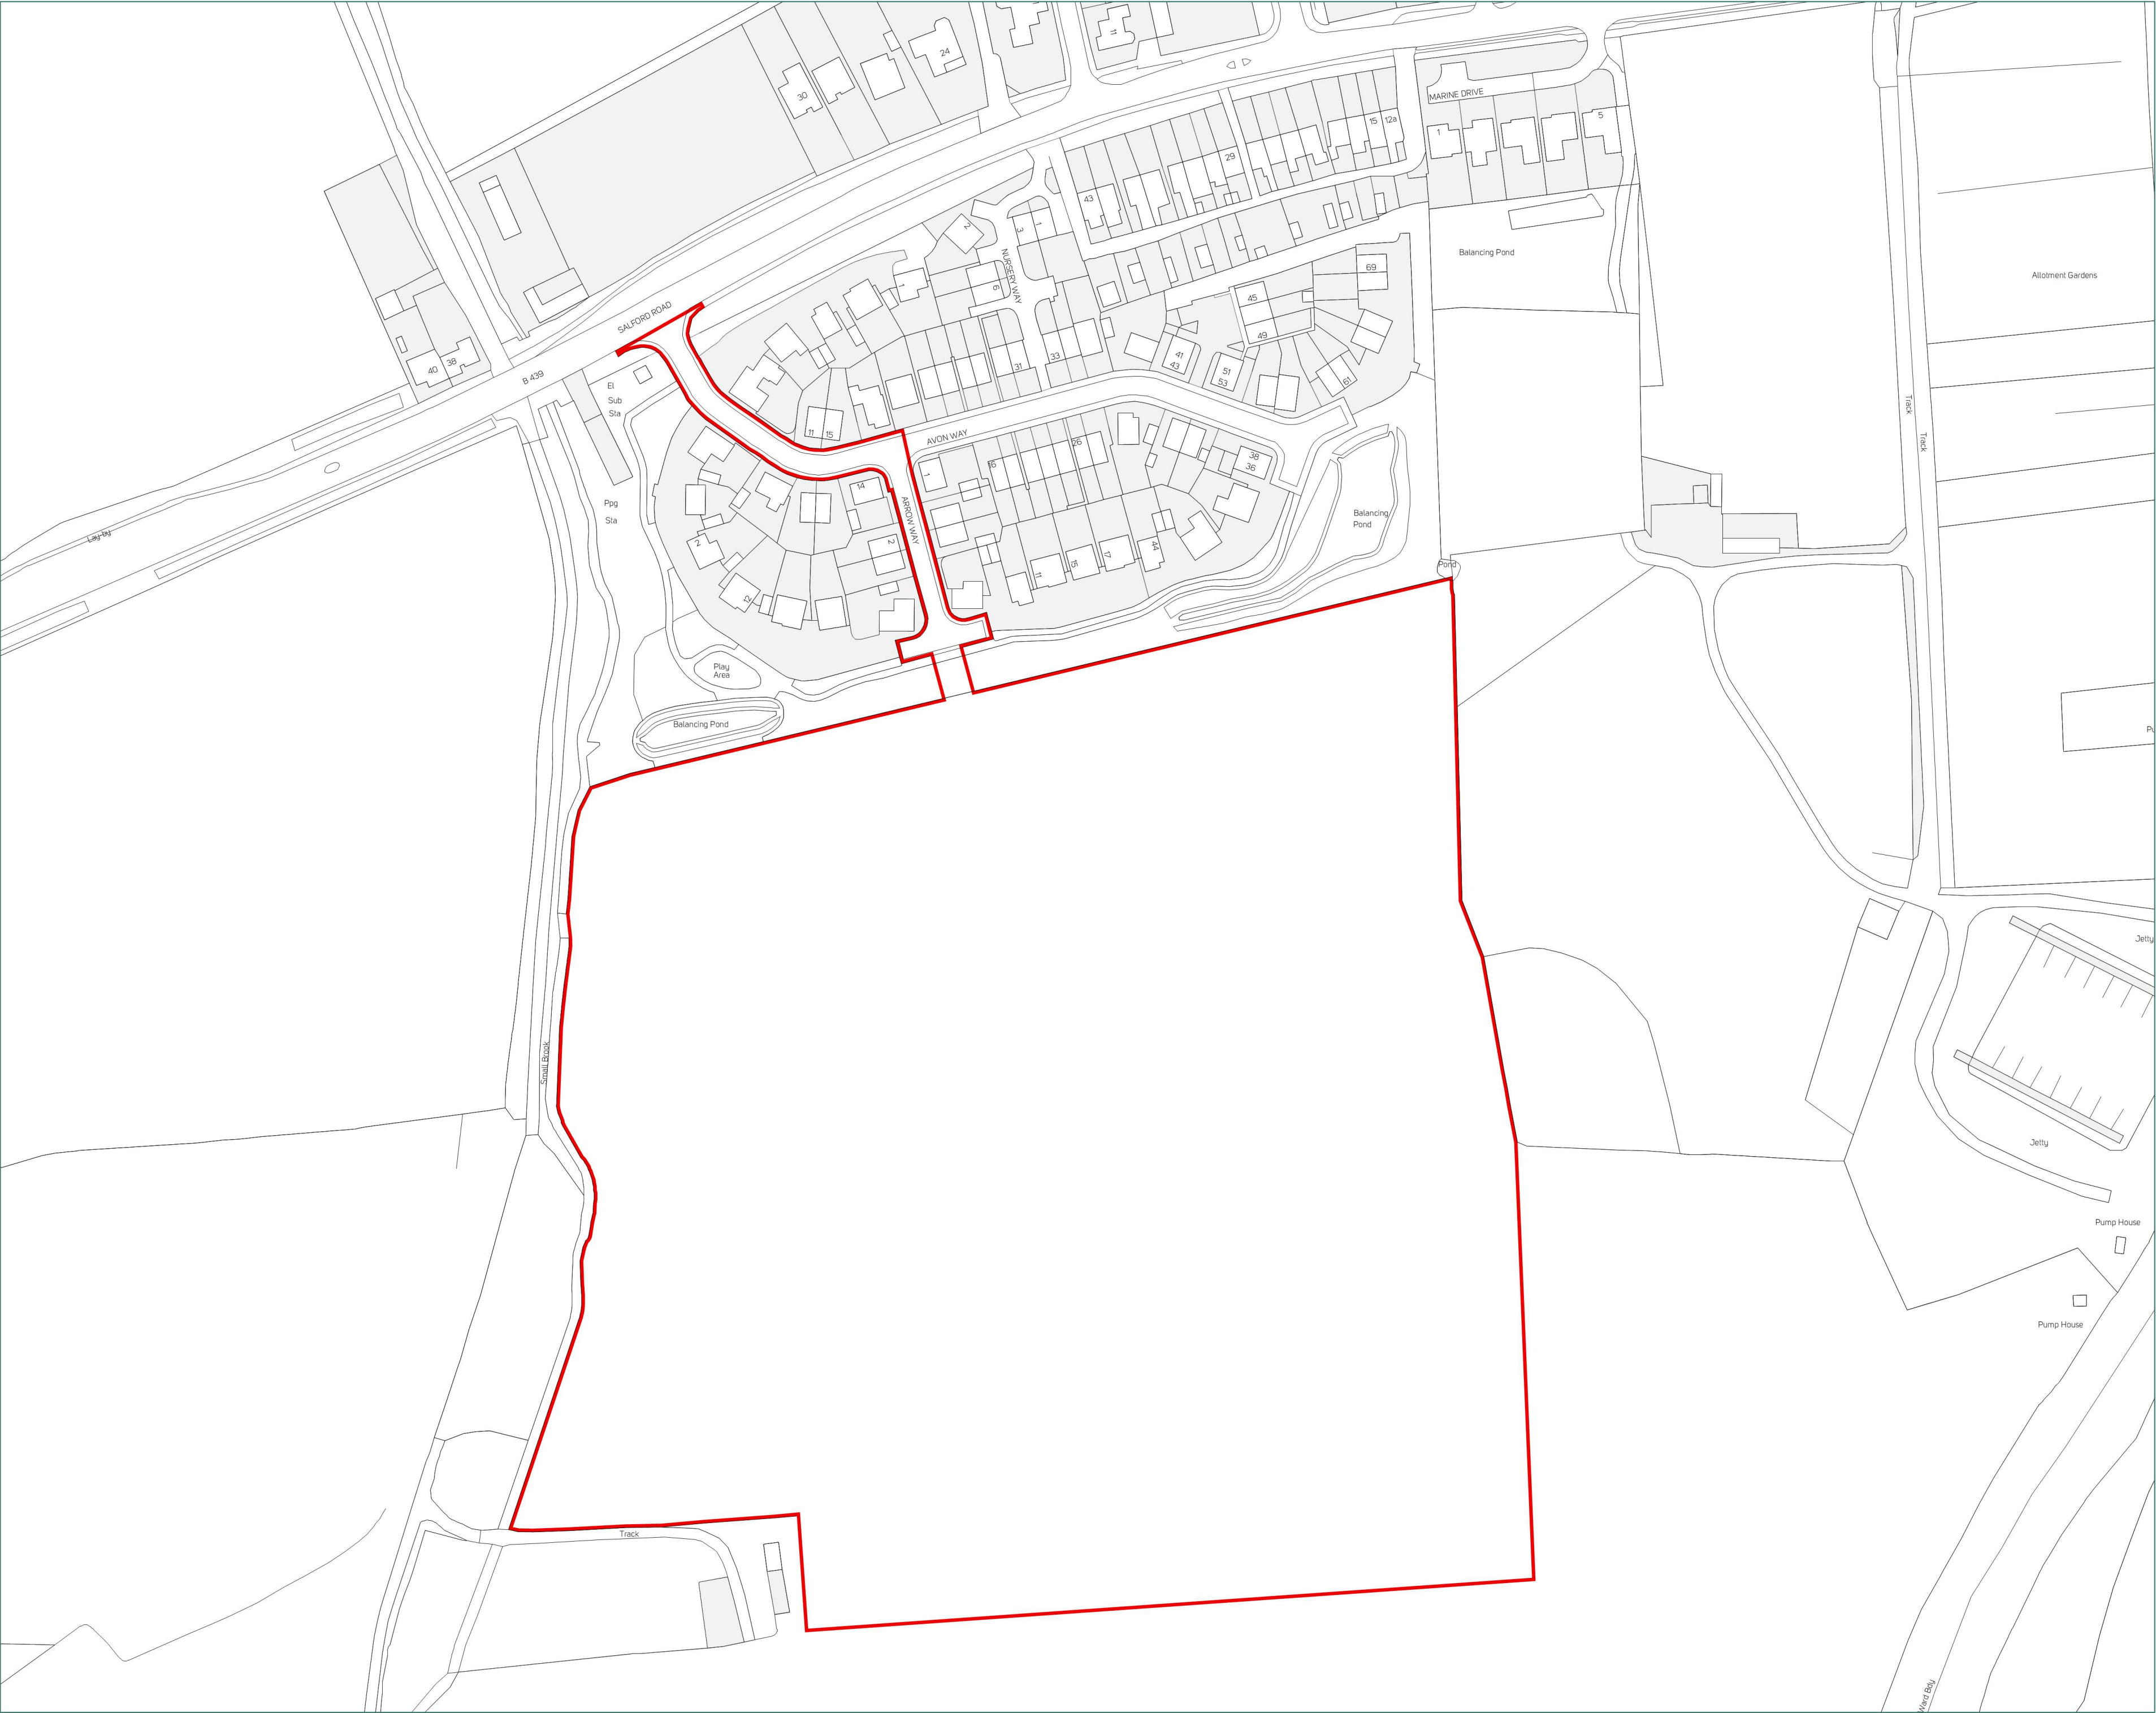 24
11
30
MARINE DRIVE
5
1
15
12a
29
43
2
3
1
NURSERY WAY
Balancing Pond
69
Allotment Gardens
1
6
45
SALFORD ROAD
49
33
31
41
43
51
53
61
40
38
B 439
El
Sub
Sta
Track
Track
11
15
AVON WAY
26
16
1
38
36
14
Ppg
Sta
ARROW WAY
Balancing
Pond
Lay-by
2
2
44
17
15
11
12
Pond
Play
Area
Balancing Pond
Pu
Jetty
Small Brook
Jetty
Pump House
Pump House
Track
Ward Bdy